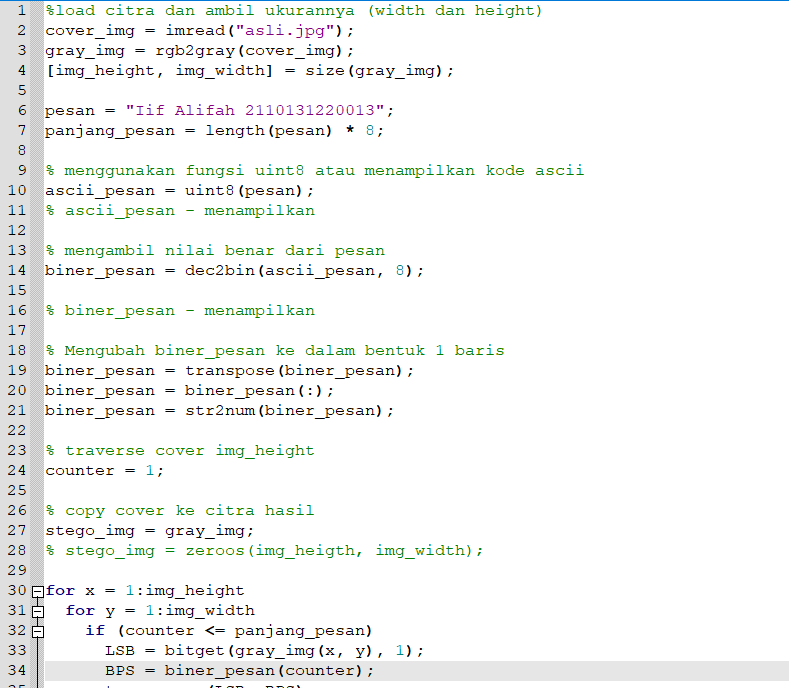 1 %load citra dan ambil ukurannya (width dan height)
2 cover_img = imread("asli.jpg");
3 gray_img = rgb2gray(cover_img);
4 [img_height, img_width] = size(gray_img);
5
6 pesan = "Iif Alifah 2110131220013";
7 panjang_pesan = length(pesan) * 8;
8
9 % menggunakan fungsi uint8 atau menampilkan kode ascii
10 ascii_pesan = uint8(pesan);
11 % ascii_pesan - menampilkan
12
13 % mengambil nilai benar dari pesan
14 biner_pesan = dec2bin(ascii_pesan, 8);
15
16 % biner_pesan - menampilkan
17
18 % Mengubah biner_pesan ke dalam bentuk 1 baris
19 biner_pesan = transpose(biner_pesan);
20 biner_pesan = biner_pesan(:);
21 biner_pesan = str2num(biner_pesan);
22
23 % traverse cover img_height
24 counter = 1;
25
26 % copy cover ke citra hasil
27 stego_img = gray_img;
28 % stego_img = zeroos(img_heigth, img_width);
29
30 for x = 1:img_height
31 for y = 1:img_width
32 if (counter <= panjang_pesan)
33 LSB = bitget(gray_img(x, y), 1);
34 BPS = biner_pesan(counter);